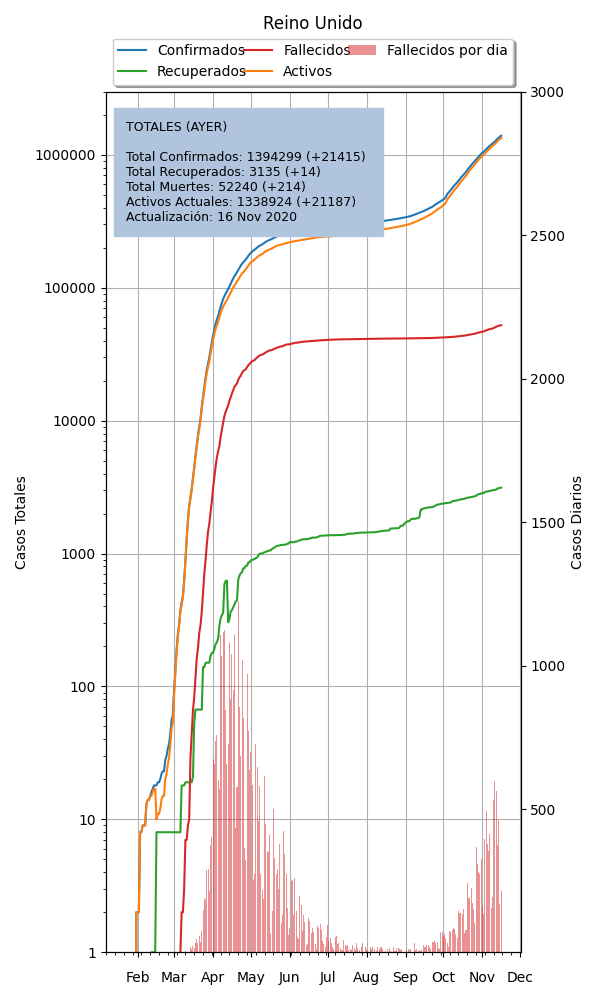 Reino Unido
Confirmados
Fallecidos
Fallecidos por dia
Recuperados
Activos
TOTALES (AYER)
Total Confirmados: 1394299 (+21415)
Total Recuperados: 3135 (+14)
Total Muertes: 52240 (+214)
Activos Actuales: 1338924 (+21187)
Actualización: 16 Nov 2020
Casos Totales
1000000
100000
10000
1000
100
10
1
3000
2500
2000
1500
1000
500
Casos Diarios
Feb Mar Apr May Jun Jul Aug Sep Oct Nov Dec